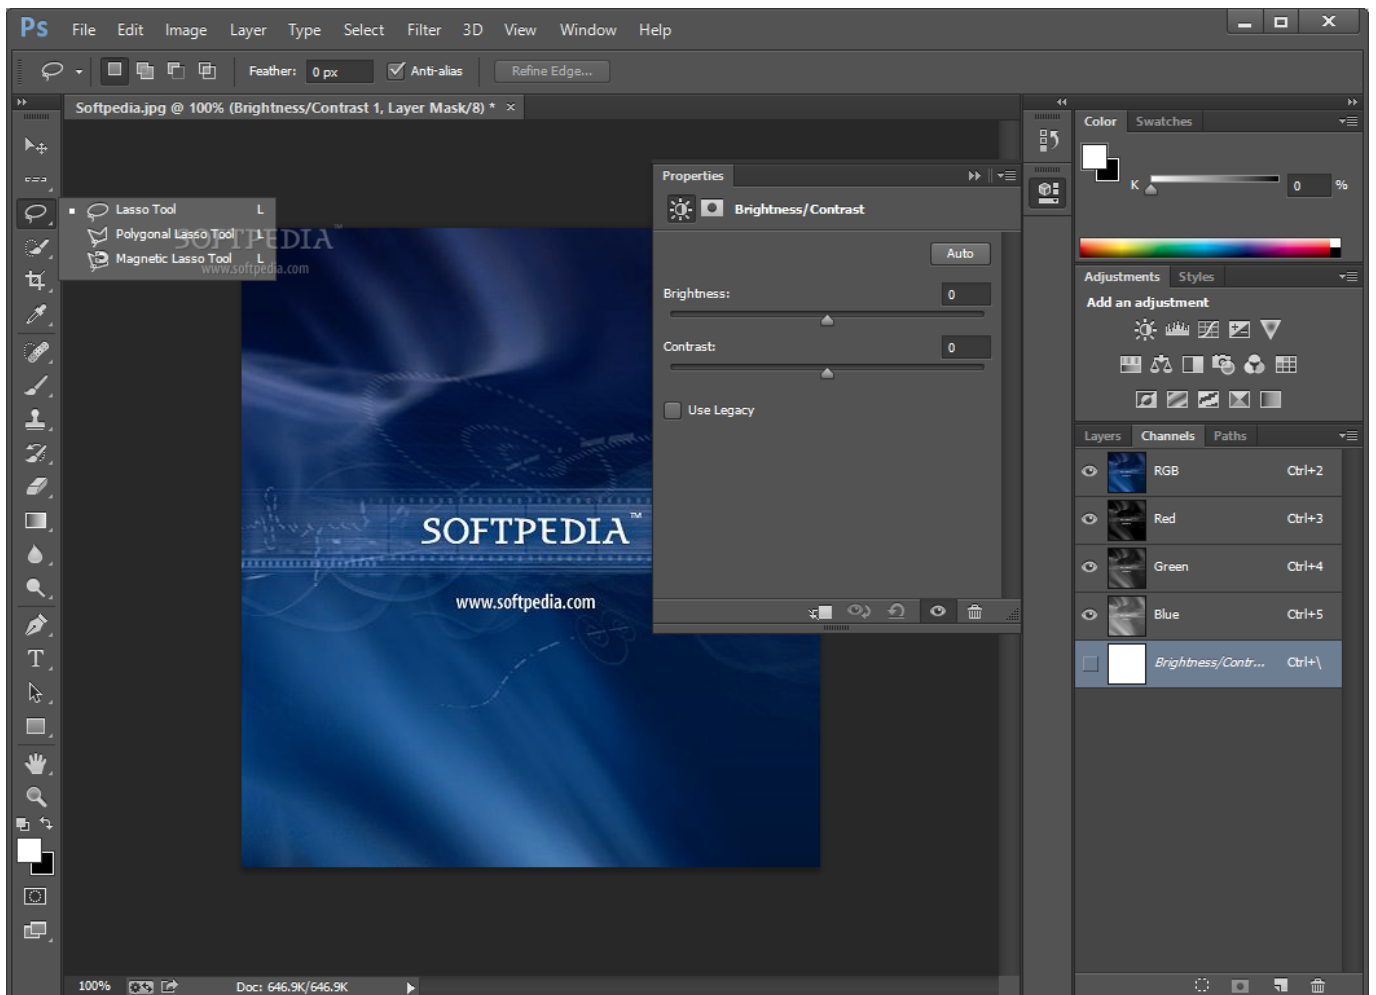 Ps File Edit Image Layer Type Select Filter 3D View Window Help
Feather: 0 px Anti-alias Refine Edge...
Softpedia.jpg @ 100% (Brightness/Contrast 1, Layer Mask/8) * ×
Lasso Tool L
Polygonal Lasso Tool L
Magnetic Lasso Tool L
SOFTPEDIA™
www.softpedia.com
SOFTPEDIA™
www.softpedia.com
Properties
Brightness/Contrast
Auto
Brightness: 0
Contrast: 0
Use Legacy
Color Swatches
K 0 %
Adjustments Styles
Add an adjustment
Layers Channels Paths
RGB Ctrl+2
Red Ctrl+3
Green Ctrl+4
Blue Ctrl+5
Brightness/Contr... Ctrl+\
100% Doc: 646.9K/646.9K